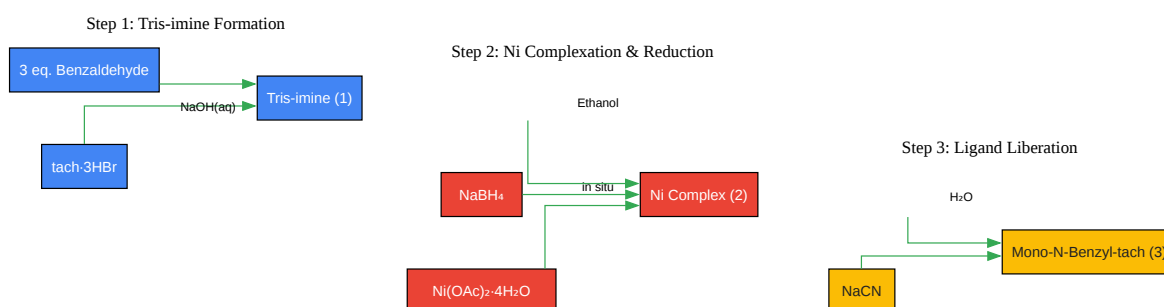 Step 1: Tris-imine Formation
3 eq. Benzaldehyde
Tris-imine (1)
NaOH(aq)
tach·3HBr
Step 2: Ni Complexation & Reduction
Ethanol
NaBH₄
in situ
Ni Complex (2)
Ni(OAc)₂·4H₂O
Step 3: Ligand Liberation
H₂O
Mono-N-Benzyl-tach (3)
NaCN